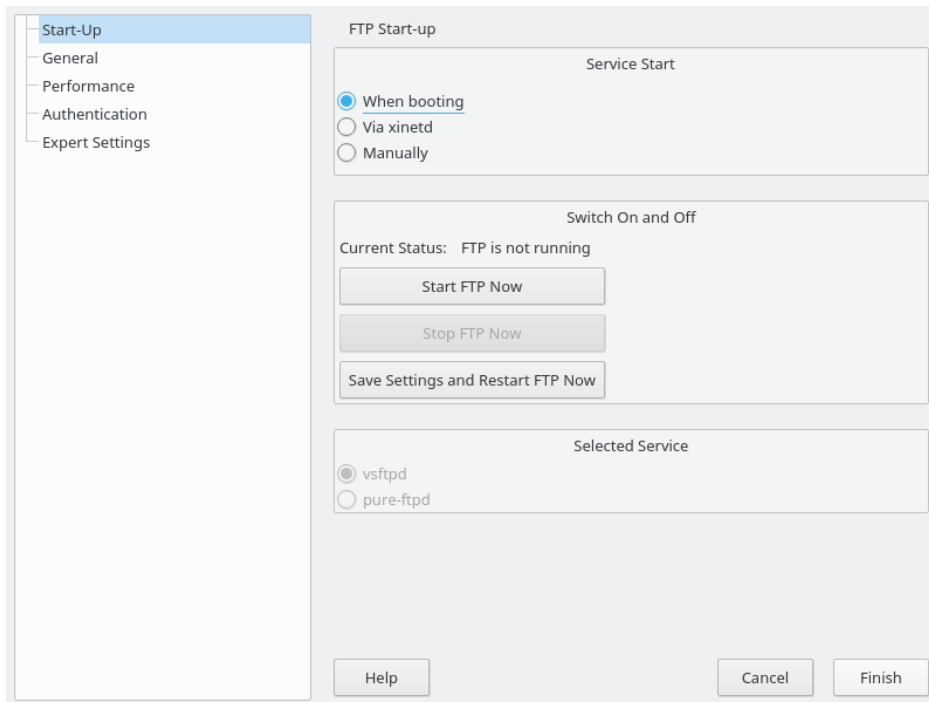 Start-Up
General
Performance
Authentication
Expert Settings
FTP Start-up
Service Start
When booting
Via xinetd
Manually
Switch On and Off
Current Status: FTP is not running
Start FTP Now
Stop FTP Now
Save Settings and Restart FTP Now
Selected Service
vsftpd
pure-ftpd
Help
Cancel
Finish